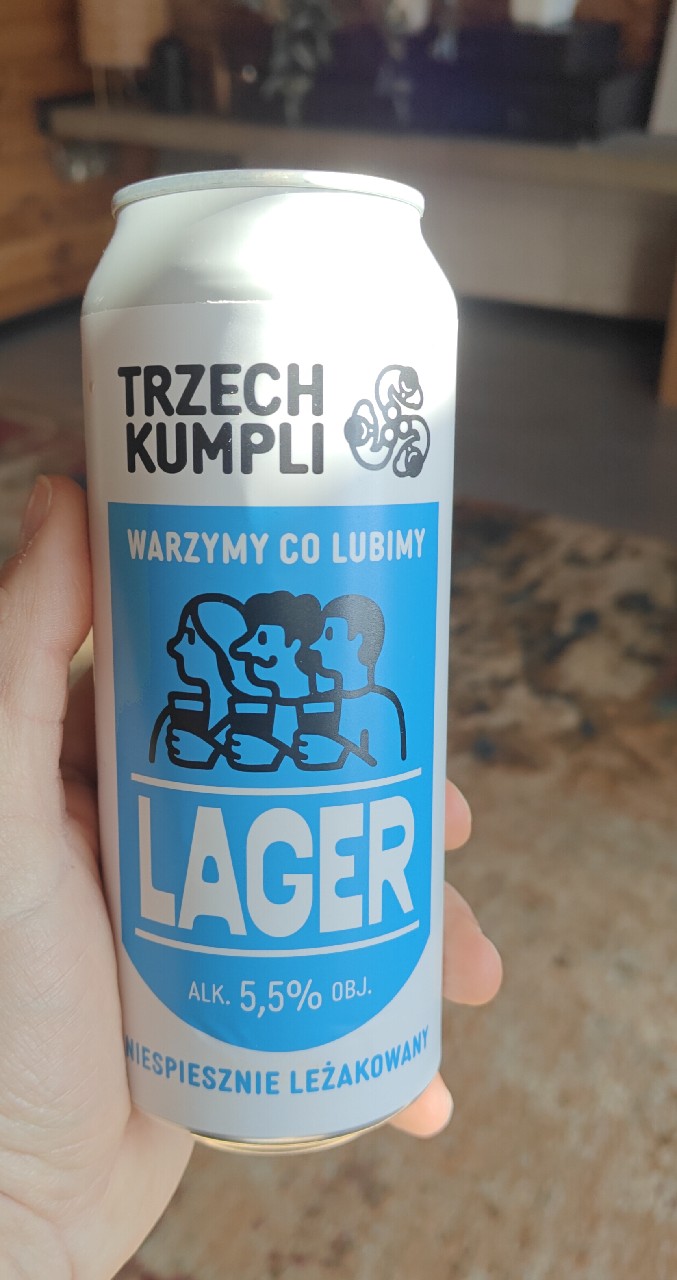 TRZECH
KUMPLI
WARZYMY CO LUBIMY
LAGER
ALK. 5,5% OBJ.
NIESPIESZNIE LEŻAKOWANY